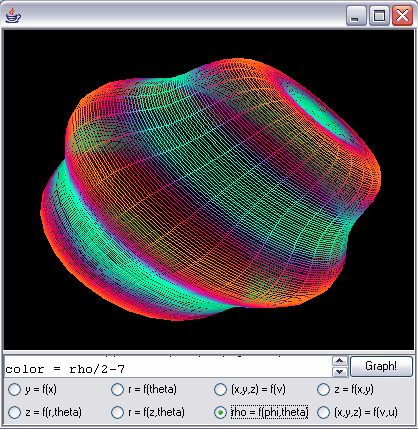 color = rho/2-7
Graph!
y = f(x) r = f(theta) (x,y,z) = f(v) z = f(x,y)
z = f(r,theta) r = f(z,theta) rho = f(phi,theta) (x,y,z) = f(v,u)